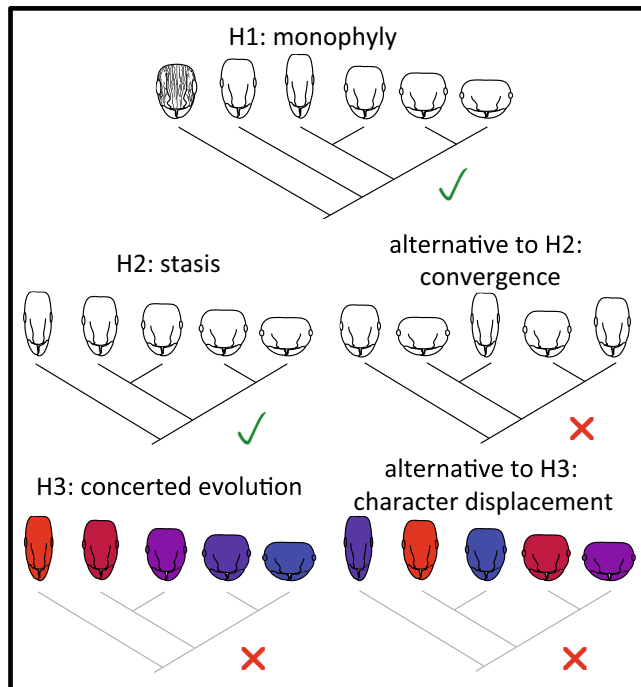 H1: monophyly
H2: stasis
alternative to H2:
convergence
H3: concerted evolution
alternative to H3:
character displacement